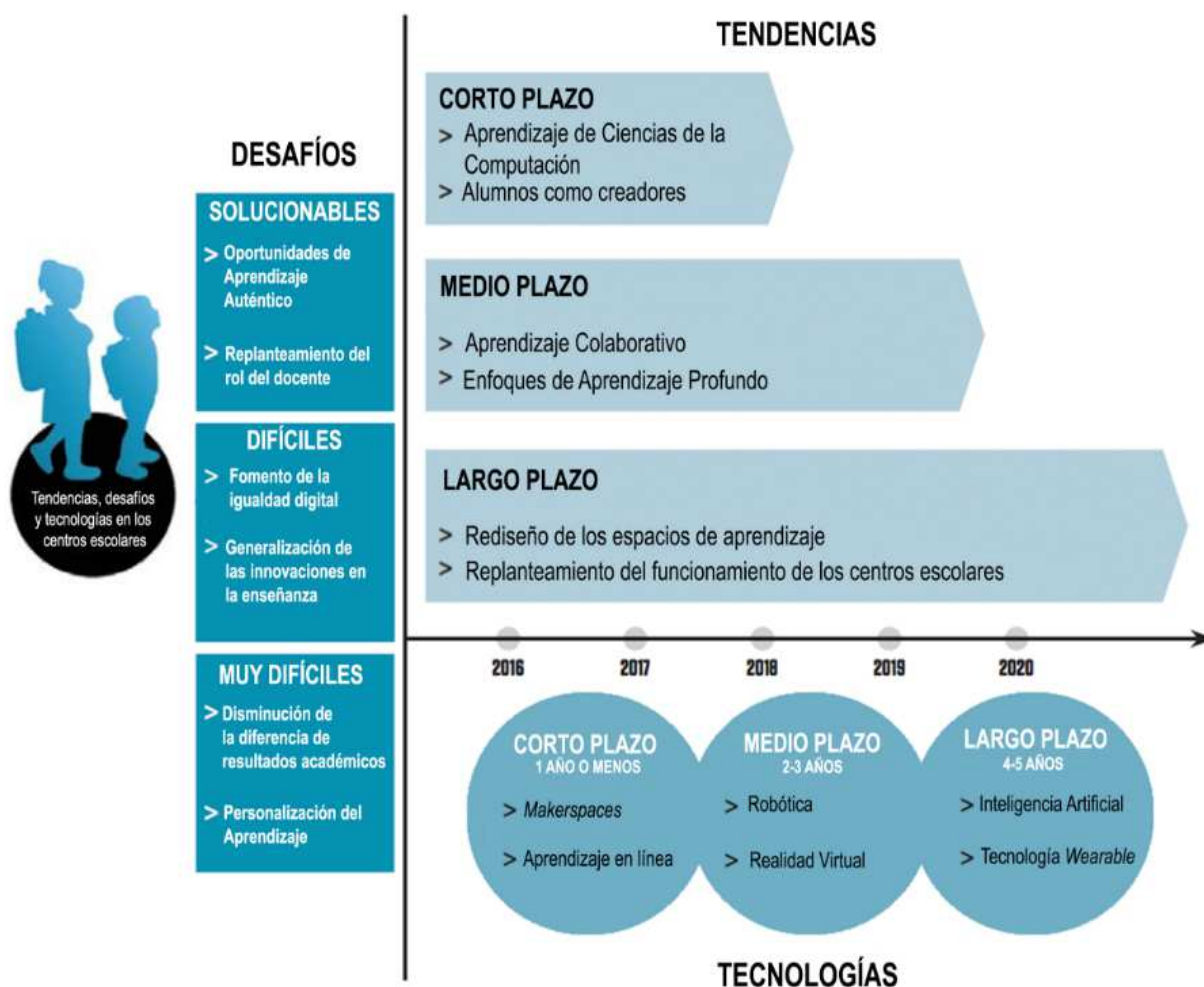 Tendencias, desafíos
y tecnologías en los
centros escolares
DESAFÍOS
SOLUCIONABLES
> Oportunidades de
Aprendizaje
Auténtico
> Replanteamiento del
rol del docente
DIFÍCILES
> Fomento de la
igualdad digital
> Generalización de
las innovaciones en
la enseñanza
MUY DIFÍCILES
> Disminución de
la diferencia de
resultados académicos
> Personalización del
Aprendizaje
TENDENCIAS
CORTO PLAZO
> Aprendizaje de Ciencias de la
Computación
> Alumnos como creadores
MEDIO PLAZO
> Aprendizaje Colaborativo
> Enfoques de Aprendizaje Profundo
LARGO PLAZO
> Rediseño de los espacios de aprendizaje
> Replanteamiento del funcionamiento de los centros escolares
2016 2017 2018 2019 2020
CORTO PLAZO
1 AÑO O MENOS
> Makerspaces
> Aprendizaje en línea
MEDIO PLAZO
2-3 AÑOS
> Robótica
> Realidad Virtual
LARGO PLAZO
4-5 AÑOS
> Inteligencia Artificial
> Tecnología Wearable
TECNOLOGÍAS